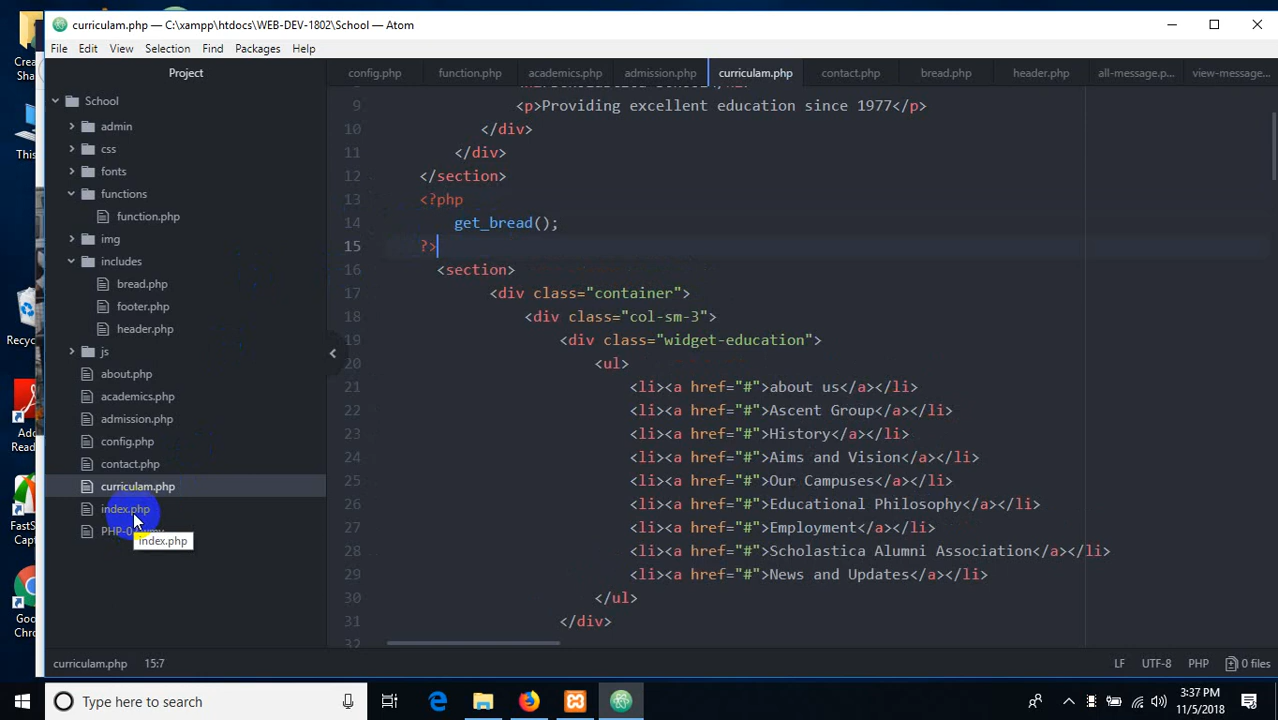 curriculam.php — C:\xampp\htdocs\WEB-DEV-1802\School — Atom
File Edit View Selection Find Packages Help
Project
config.php function.php academics.php admission.php curriculam.php contact.php bread.php header.php all-message.p... view-message...
School
admin
css
fonts
functions
function.php
img
includes
bread.php
footer.php
header.php
js
about.php
academics.php
admission.php
config.php
contact.php
curriculam.php
index.php
index.php
9 <p>Providing excellent education since 1977</p>
10 </div>
11 </div>
12 </section>
13 <?php
14 get_bread();
15 ?>
16 <section>
17 <div class="container">
18 <div class="col-sm-3">
19 <div class="widget-education">
20 <ul>
21 <li><a href="#">about us</a></li>
22 <li><a href="#">Ascent Group</a></li>
23 <li><a href="#">History</a></li>
24 <li><a href="#">Aims and Vision</a></li>
25 <li><a href="#">Our Campuses</a></li>
26 <li><a href="#">Educational Philosophy</a></li>
27 <li><a href="#">Employment</a></li>
28 <li><a href="#">Scholastica Alumni Association</a></li>
29 <li><a href="#">News and Updates</a></li>
30 </ul>
31 </div>
32
curriculam.php 15:7 LF UTF-8 PHP 0 files
Type here to search
3:37 PM
11/5/2018